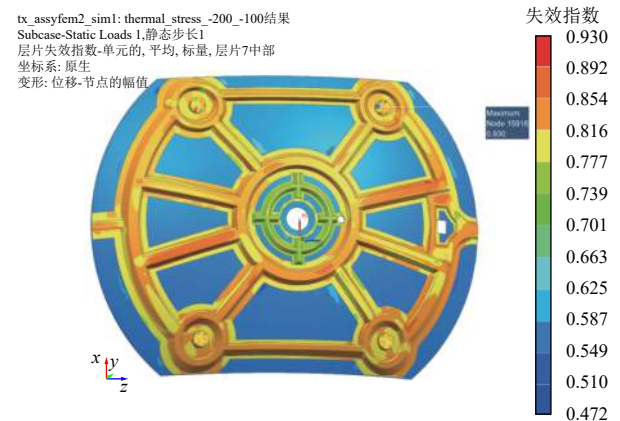 tx_assyfem2_sim1: thermal_stress_-200_-100结果
Subcase-Static Loads 1,静态步长1
层片失效指数-单元的, 平均, 标量, 层片7中部
坐标系: 原生
变形: 位移-节点的幅值
失效指数
0.930
0.892
0.854
0.816
0.777
0.739
0.701
0.663
0.625
0.587
0.549
0.510
0.472
Maximum
Node 15916
0.930
x
y
z